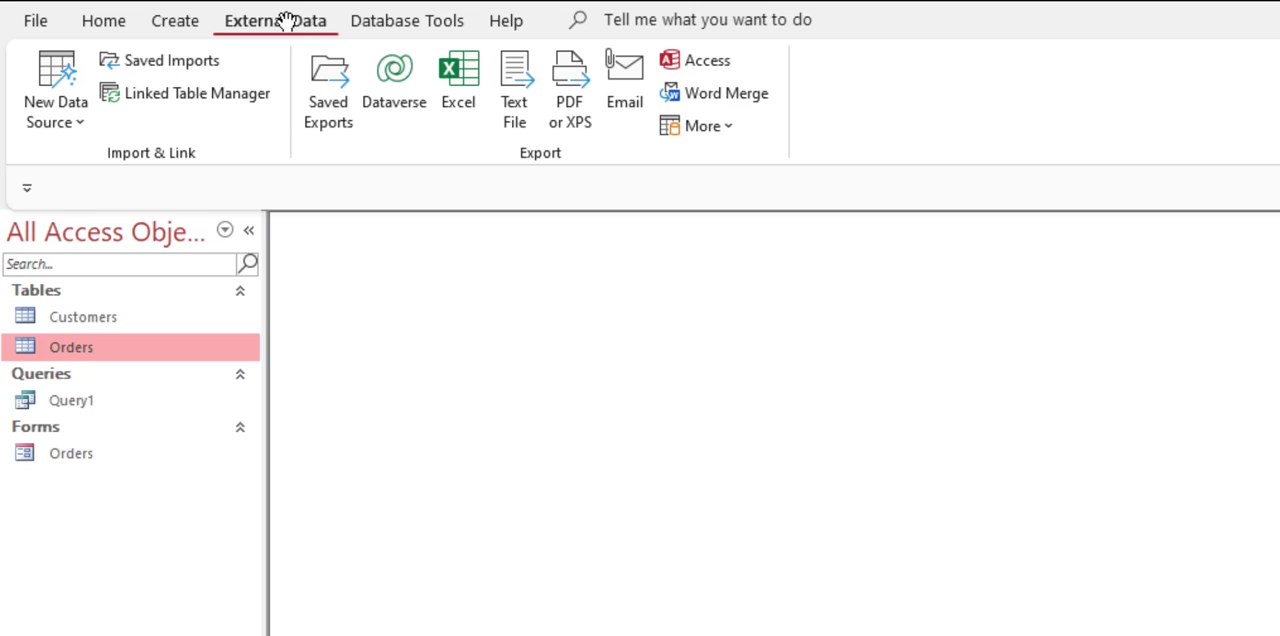 File Home Create External Data Database Tools Help Tell me what you want to do
New Data Source
Saved Imports
Linked Table Manager
Import & Link
Saved Exports
Dataverse
Excel
Text File
PDF or XPS
Email
Access
Word Merge
More
Export
All Access Obje...
Search...
Tables
Customers
Orders
Queries
Query1
Forms
Orders